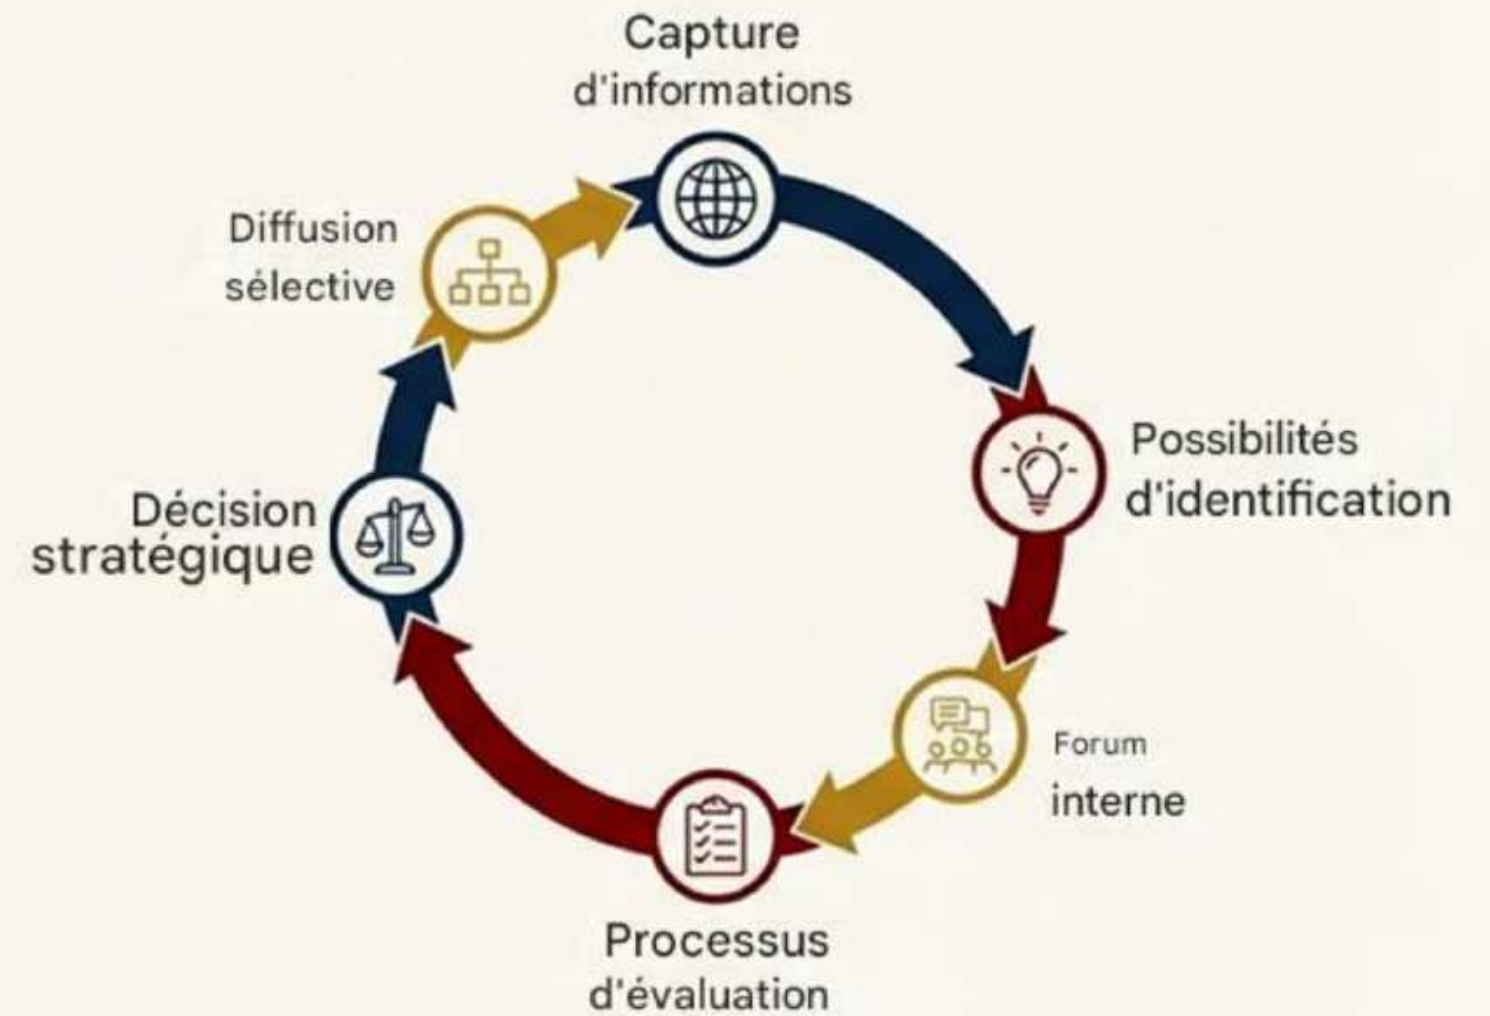 Capture
d'informations
Possibilités
d'identification
Forum
interne
Processus
d'évaluation
Décision
stratégique
Diffusion
sélective